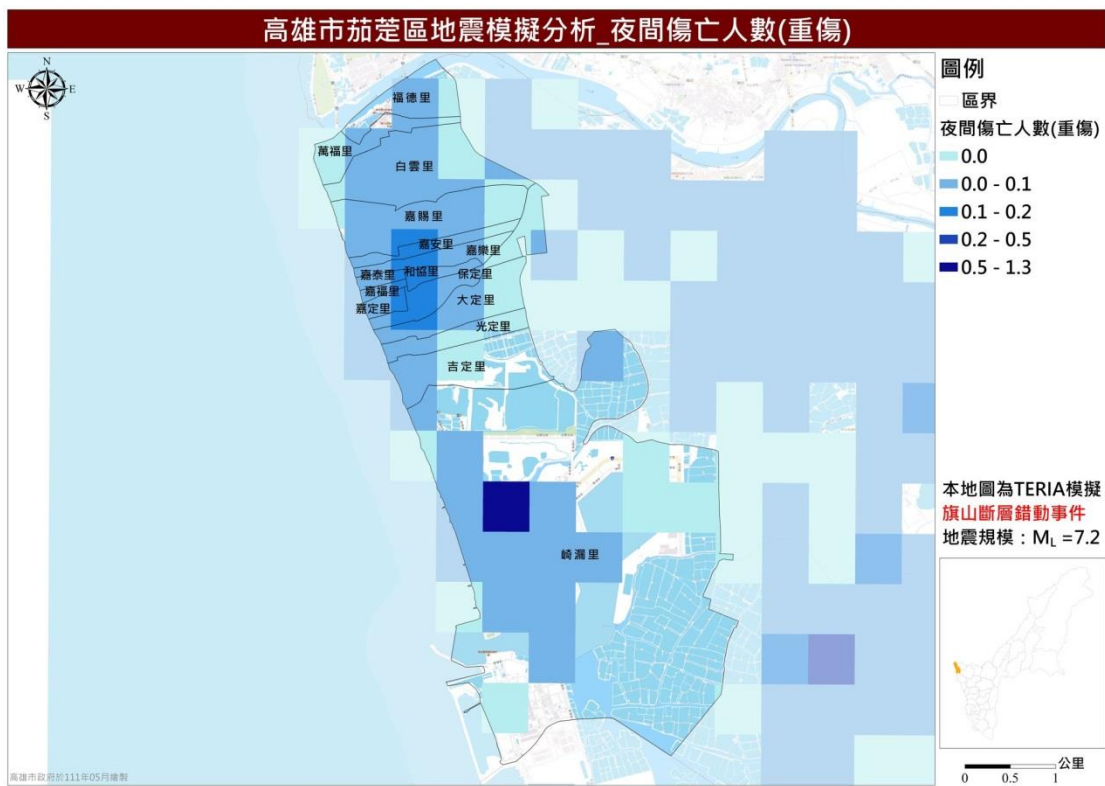 高雄市茄萣區地震模擬分析_夜間傷亡人數(重傷)
N
W E
S
福德里
萬福里
白雲里
嘉賜里
嘉安里
嘉樂里
嘉泰里
和協里
保定里
嘉福里
大定里
嘉定里
光定里
吉定里
崎漏里
圖例
區界
夜間傷亡人數(重傷)
0.0
0.0 - 0.1
0.1 - 0.2
0.2 - 0.5
0.5 - 1.3
本地圖為TERIA模擬
旗山斷層錯動事件
地震規模：ML =7.2
公里
0 0.5 1
高雄市政府於111年05月繪製